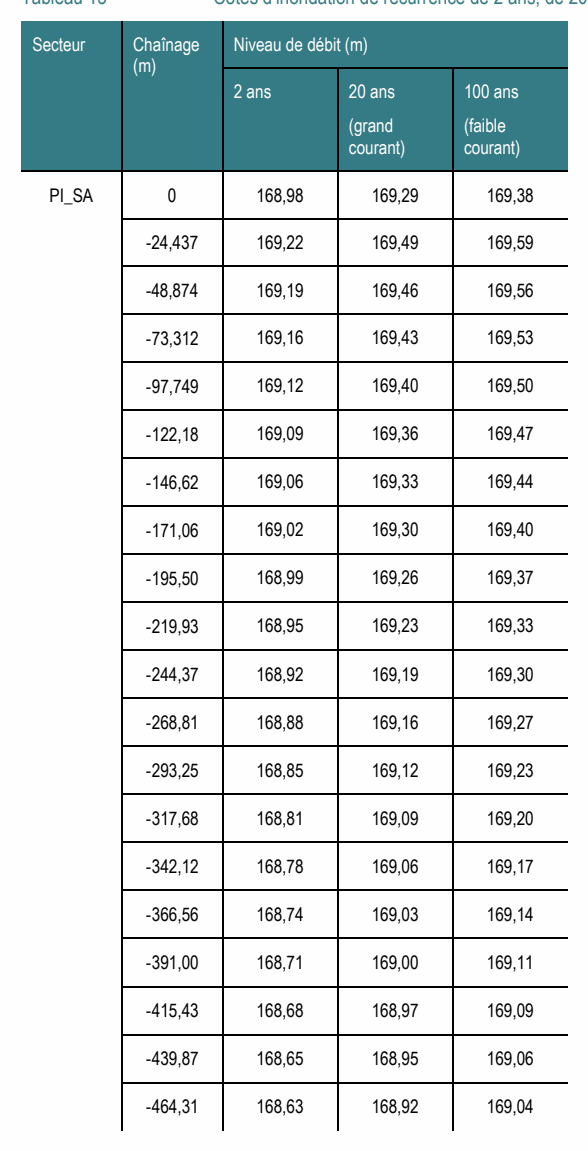 Cotes d'inondation de récurrence de 2 ans, de 20
Secteur Chaînage (m) Niveau de débit (m)
2 ans 20 ans (grand courant) 100 ans (faible courant)
PI_SA 0 168,98 169,29 169,38
-24,437 169,22 169,49 169,59
-48,874 169,19 169,46 169,56
-73,312 169,16 169,43 169,53
-97,749 169,12 169,40 169,50
-122,18 169,09 169,36 169,47
-146,62 169,06 169,33 169,44
-171,06 169,02 169,30 169,40
-195,50 168,99 169,26 169,37
-219,93 168,95 169,23 169,33
-244,37 168,92 169,19 169,30
-268,81 168,88 169,16 169,27
-293,25 168,85 169,12 169,23
-317,68 168,81 169,09 169,20
-342,12 168,78 169,06 169,17
-366,56 168,74 169,03 169,14
-391,00 168,71 169,00 169,11
-415,43 168,68 168,97 169,09
-439,87 168,65 168,95 169,06
-464,31 168,63 168,92 169,04